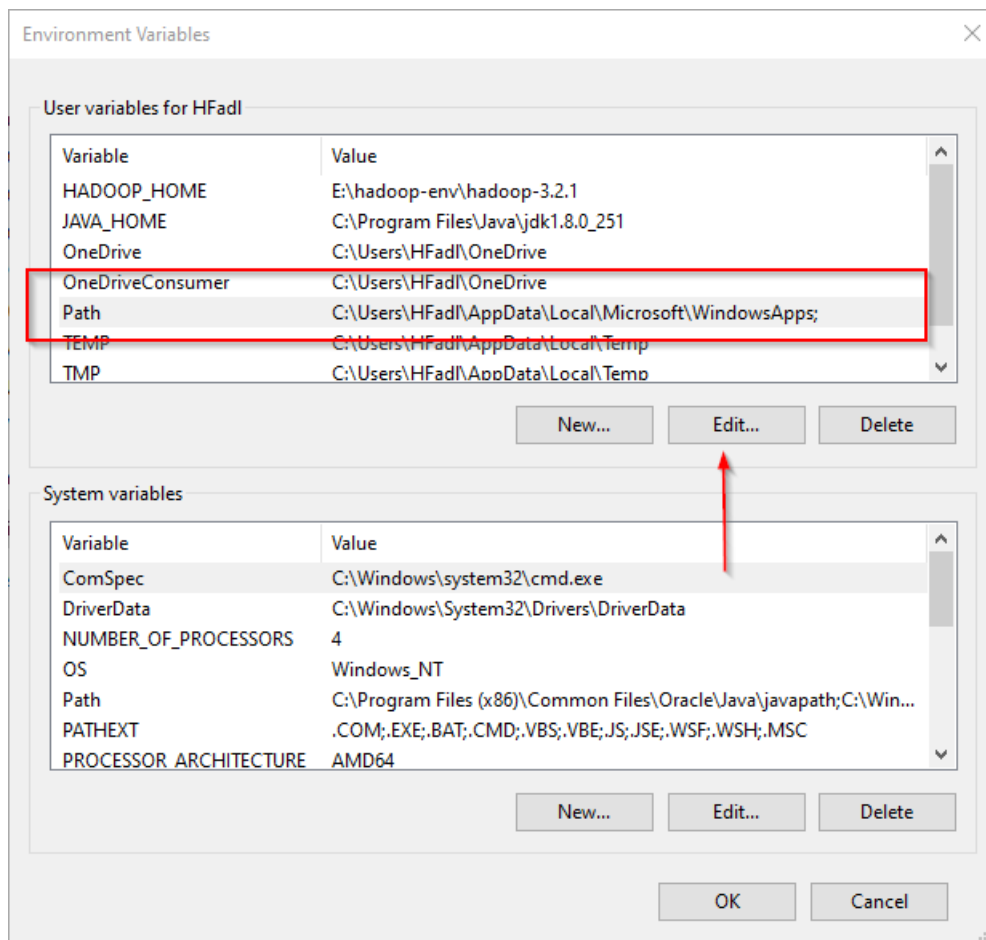 Environment Variables
User variables for HFadl
Variable Value
HADOOP_HOME E:\hadoop-env\hadoop-3.2.1
JAVA_HOME C:\Program Files\Java\jdk1.8.0_251
OneDrive C:\Users\HFadl\OneDrive
OneDriveConsumer C:\Users\HFadl\OneDrive
Path C:\Users\HFadl\AppData\Local\Microsoft\WindowsApps;
TEMP C:\Users\HFadl\AppData\Local\Temp
TMP C:\Users\HFadl\AppData\Local\Temp
New... Edit... Delete
System variables
Variable Value
ComSpec C:\Windows\system32\cmd.exe
DriverData C:\Windows\System32\Drivers\DriverData
NUMBER_OF_PROCESSORS 4
OS Windows_NT
Path C:\Program Files (x86)\Common Files\Oracle\Java\javapath;C:\Win...
PATHEXT .COM;.EXE;.BAT;.CMD;.VBS;.VBE;.JS;.JSE;.WSF;.WSH;.MSC
PROCESSOR_ARCHITECTURE AMD64
New... Edit... Delete
OK Cancel